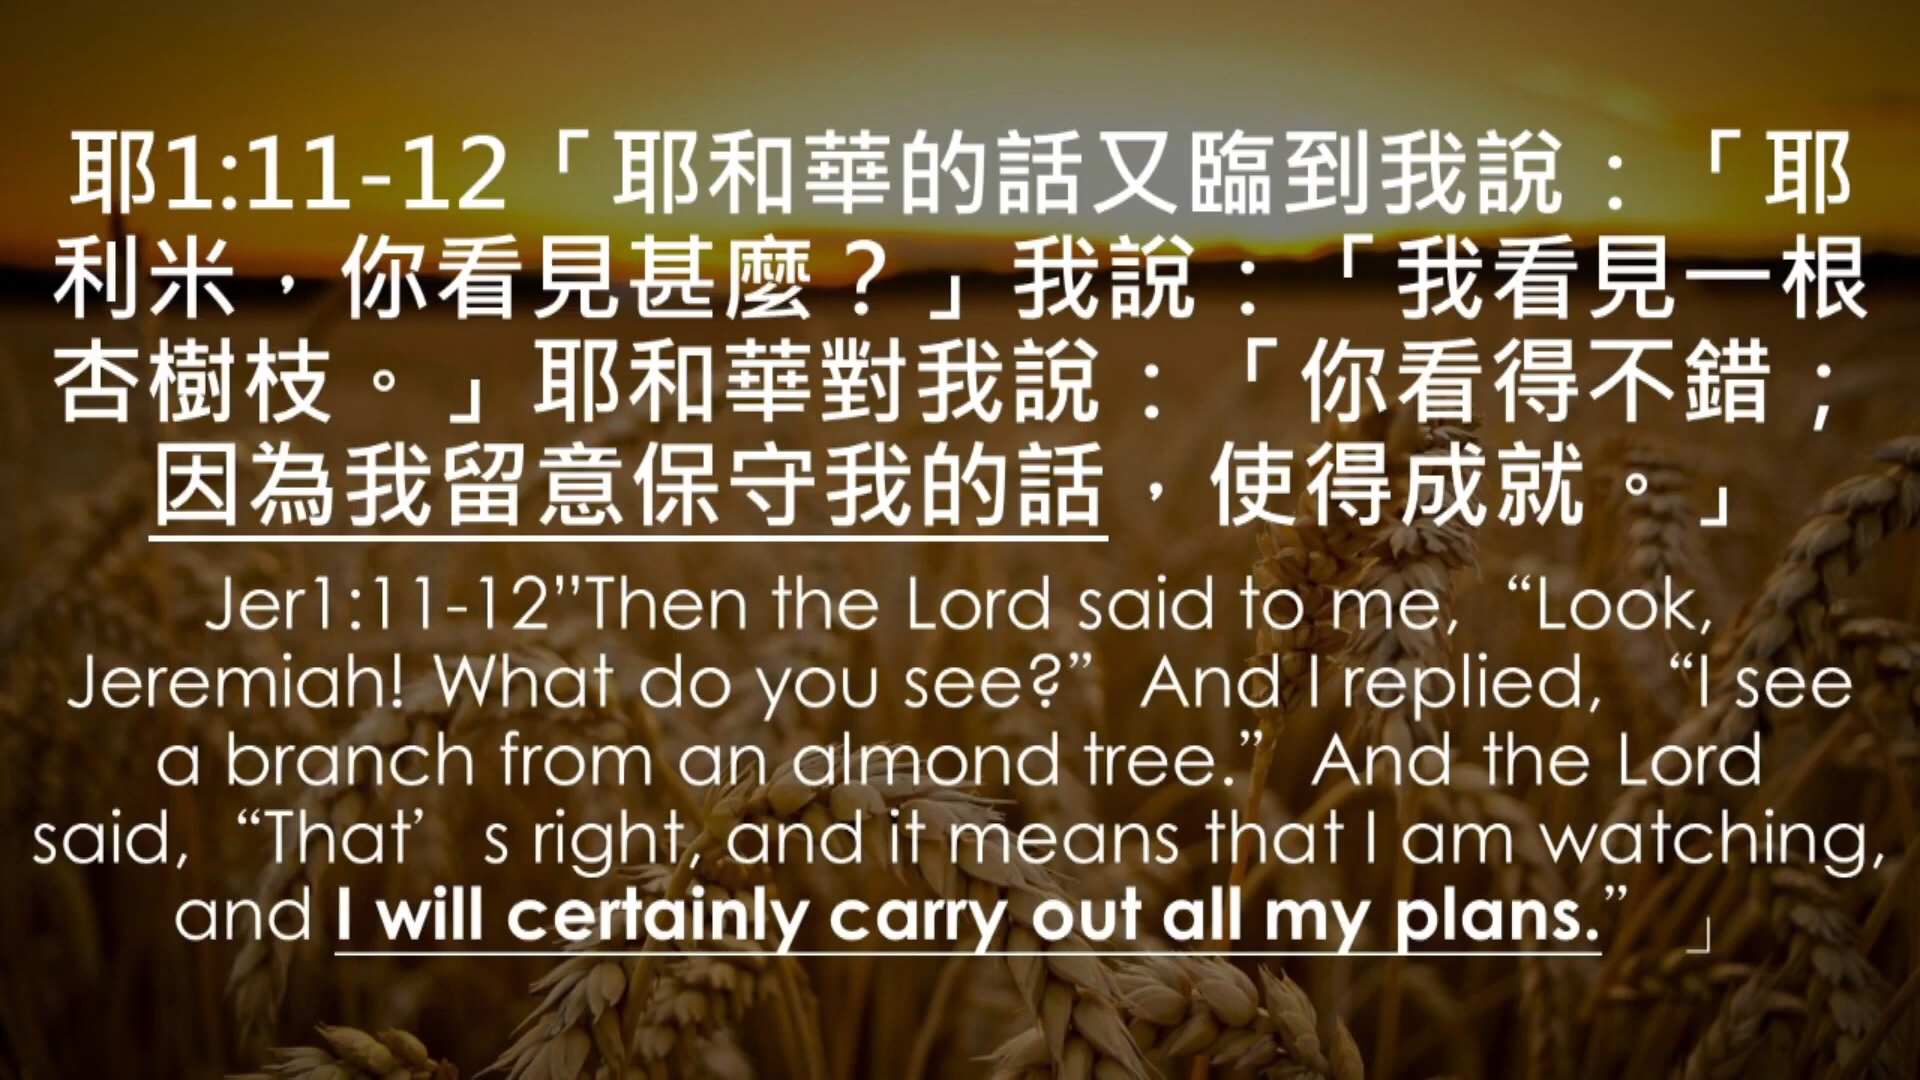 耶1:11-12「耶和華的話又臨到我說：「耶
利米，你看見甚麼？」我說：「我看見一根
杏樹枝。」耶和華對我說：「你看得不錯；
因為我留意保守我的話，使得成就。」
Jer1:11-12”Then the Lord said to me, “Look,
Jeremiah! What do you see?” And I replied, “I see
a branch from an almond tree.” And the Lord
said, “That’s right, and it means that I am watching,
and I will certainly carry out all my plans.” 」